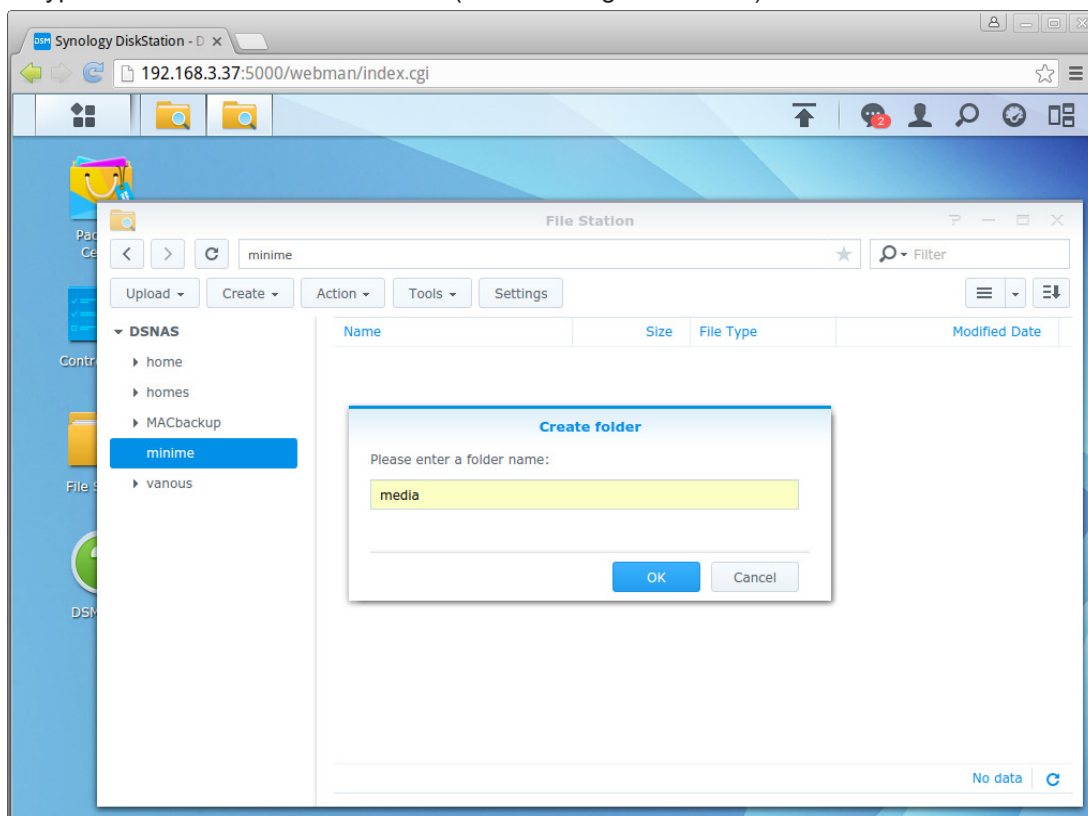 Synology DiskStation - D
192.168.3.37:5000/webman/index.cgi
2
File Station
minime
Filter
Upload Create Action Tools Settings
DSNAS
Name Size File Type Modified Date
home
homes
MACbackup
Create folder
minime
Please enter a folder name:
vanous
media
OK Cancel
No data